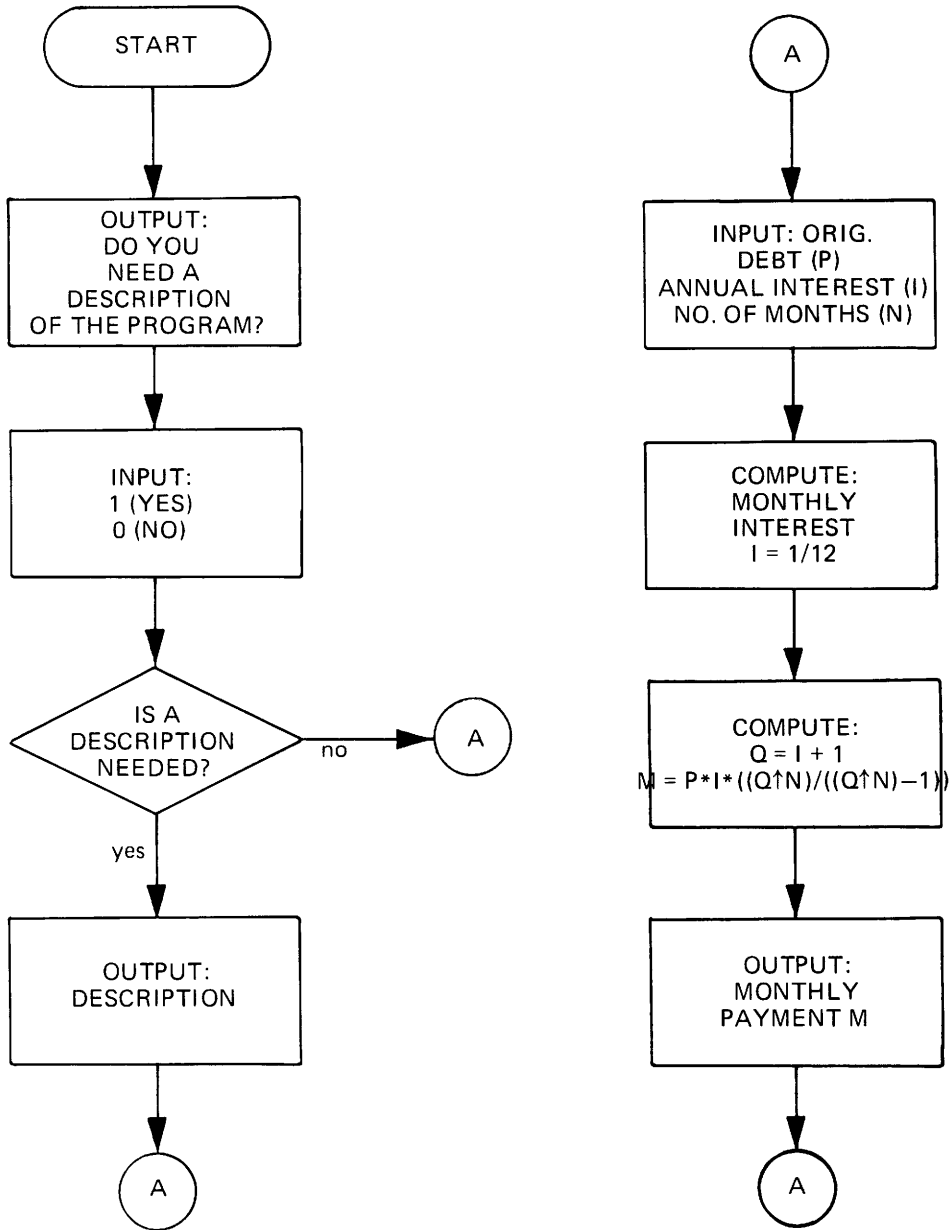 START
OUTPUT:
DO YOU
NEED A
DESCRIPTION
OF THE PROGRAM?
INPUT:
1 (YES)
0 (NO)
IS A
DESCRIPTION
NEEDED?
no
A
yes
OUTPUT:
DESCRIPTION
A
A
INPUT: ORIG.
DEBT (P)
ANNUAL INTEREST (I)
NO. OF MONTHS (N)
COMPUTE:
MONTHLY
INTEREST
I = 1/12
COMPUTE:
Q = I + 1
M = P*I*((Q↑N)/((Q↑N)−1))
OUTPUT:
MONTHLY
PAYMENT M
A